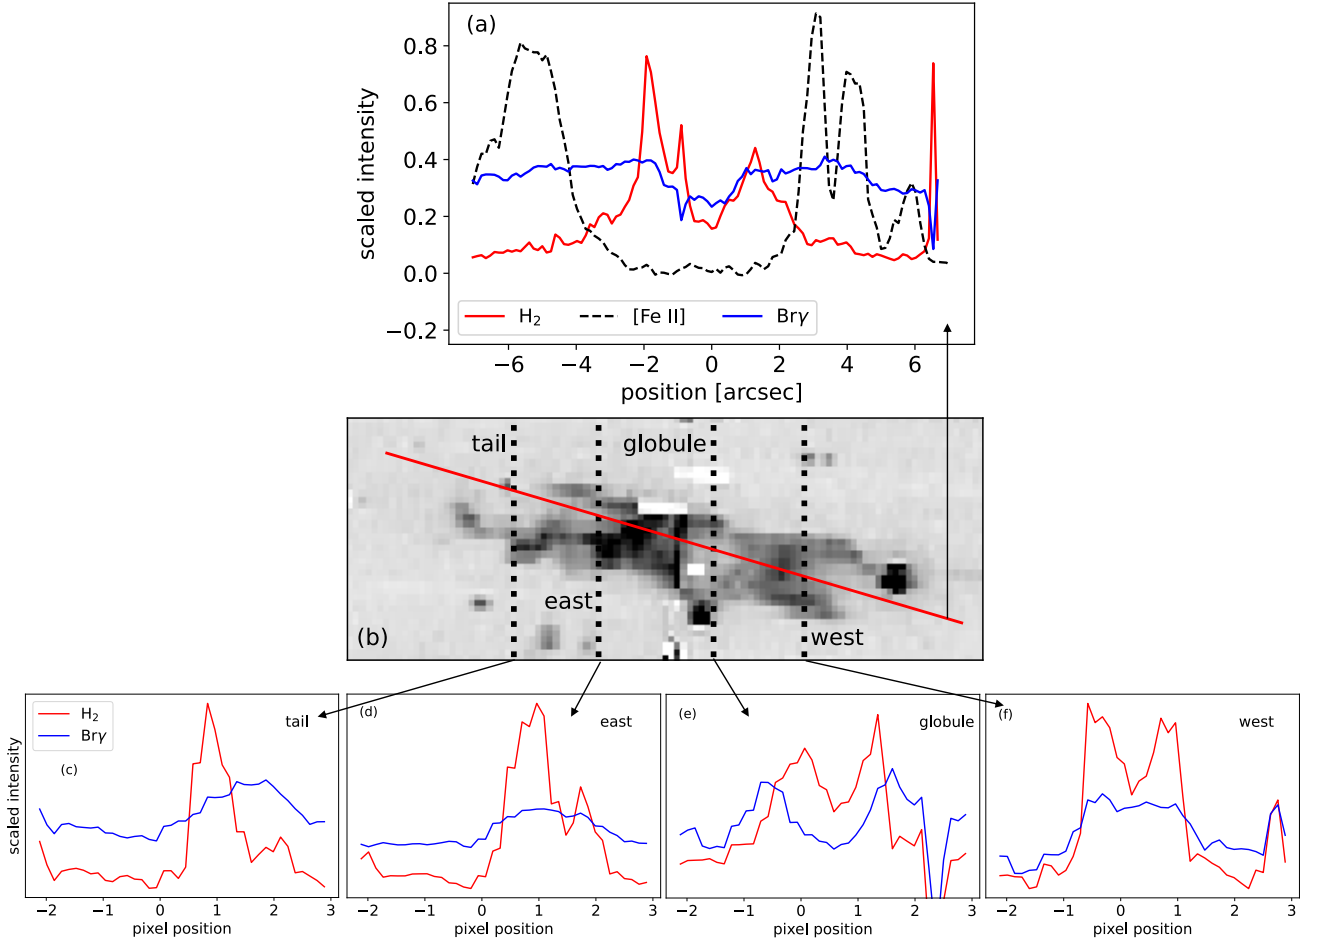 (a)
0.8
0.6
0.4
0.2
0.0
−0.2
scaled intensity
H₂ [Fe II] Brγ
−6 −4 −2 0 2 4 6
position [arcsec]
tail globule
east
(b) west
H₂
Brγ
tail
(c)
scaled intensity
−2 −1 0 1 2 3
pixel position
(d)
east
−2 −1 0 1 2 3
pixel position
(e)
globule
−2 −1 0 1 2 3
pixel position
(f)
west
−2 −1 0 1 2 3
pixel position